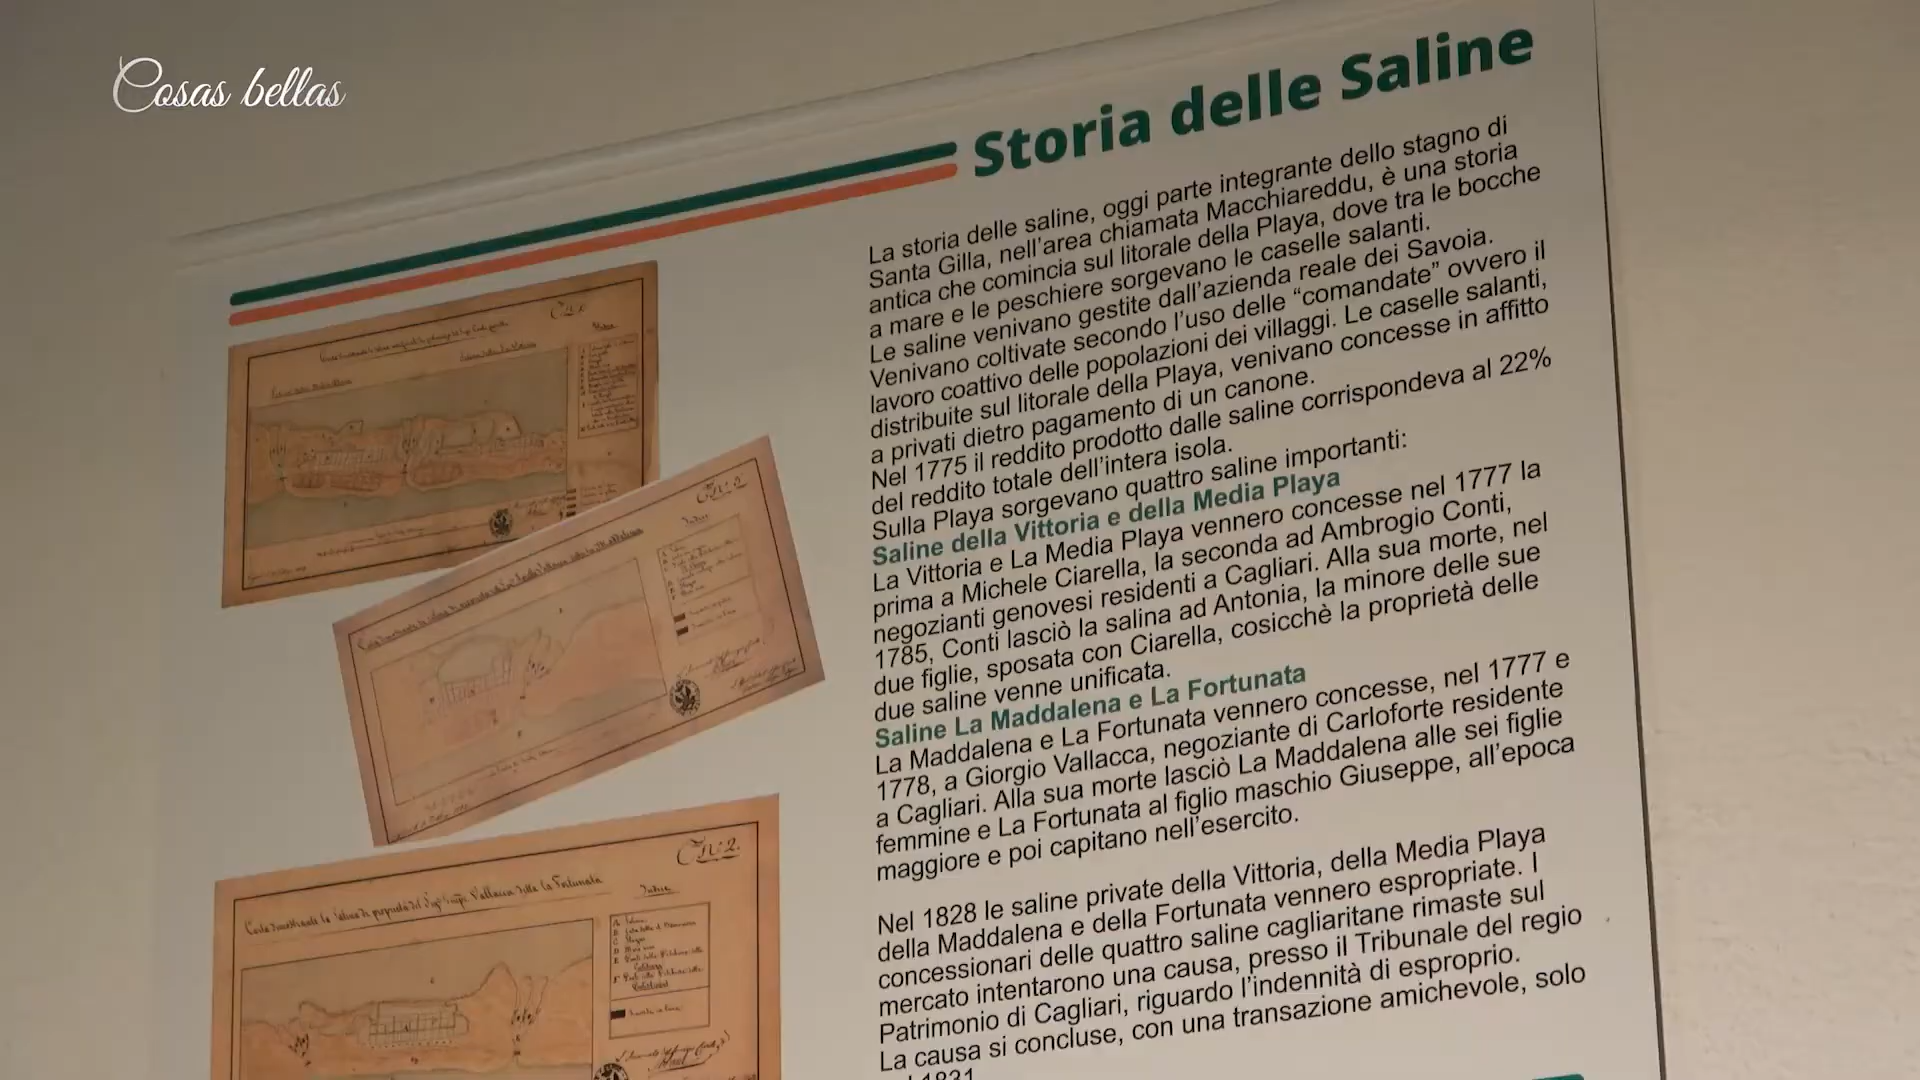 Cosas bellas
Storia delle Saline
La storia delle saline, oggi parte integrante dello stagno di
Santa Gilla, nell'area chiamata Macchiareddu, è una storia
antica che comincia sul litorale della Playa, dove tra le bocche
a mare e le peschiere sorgevano le caselle salanti.
Le saline venivano gestite dall'azienda reale dei Savoia.
Venivano coltivate secondo l'uso delle “comandate” ovvero il
lavoro coattivo delle popolazioni dei villaggi. Le caselle salanti,
distribuite sul litorale della Playa, venivano concesse in affitto
a privati dietro pagamento di un canone.
Nel 1775 il reddito prodotto dalle saline corrispondeva al 22%
del reddito totale dell'intera isola.
Sulla Playa sorgevano quattro saline importanti:
Saline della Vittoria e della Media Playa
La Vittoria e La Media Playa vennero concesse nel 1777 la
prima a Michele Ciarella, la seconda ad Ambrogio Conti,
negozianti genovesi residenti a Cagliari. Alla sua morte, nel
1785, Conti lasciò la salina ad Antonia, la minore delle sue
due figlie, sposata con Ciarella, cosicchè la proprietà delle
due saline venne unificata.
Saline La Maddalena e La Fortunata
La Maddalena e La Fortunata vennero concesse, nel 1777 e
1778, a Giorgio Vallacca, negoziante di Carloforte residente
a Cagliari. Alla sua morte lasciò La Maddalena alle sei figlie
femmine e La Fortunata al figlio maschio Giuseppe, all'epoca
maggiore e poi capitano nell'esercito.
Nel 1828 le saline private della Vittoria, della Media Playa
della Maddalena e della Fortunata vennero espropriate. I
concessionari delle quattro saline cagliaritane rimaste sul
mercato intentarono una causa, presso il Tribunale del regio
Patrimonio di Cagliari, riguardo l'indennità di esproprio.
La causa si concluse, con una transazione amichevole, solo
1831